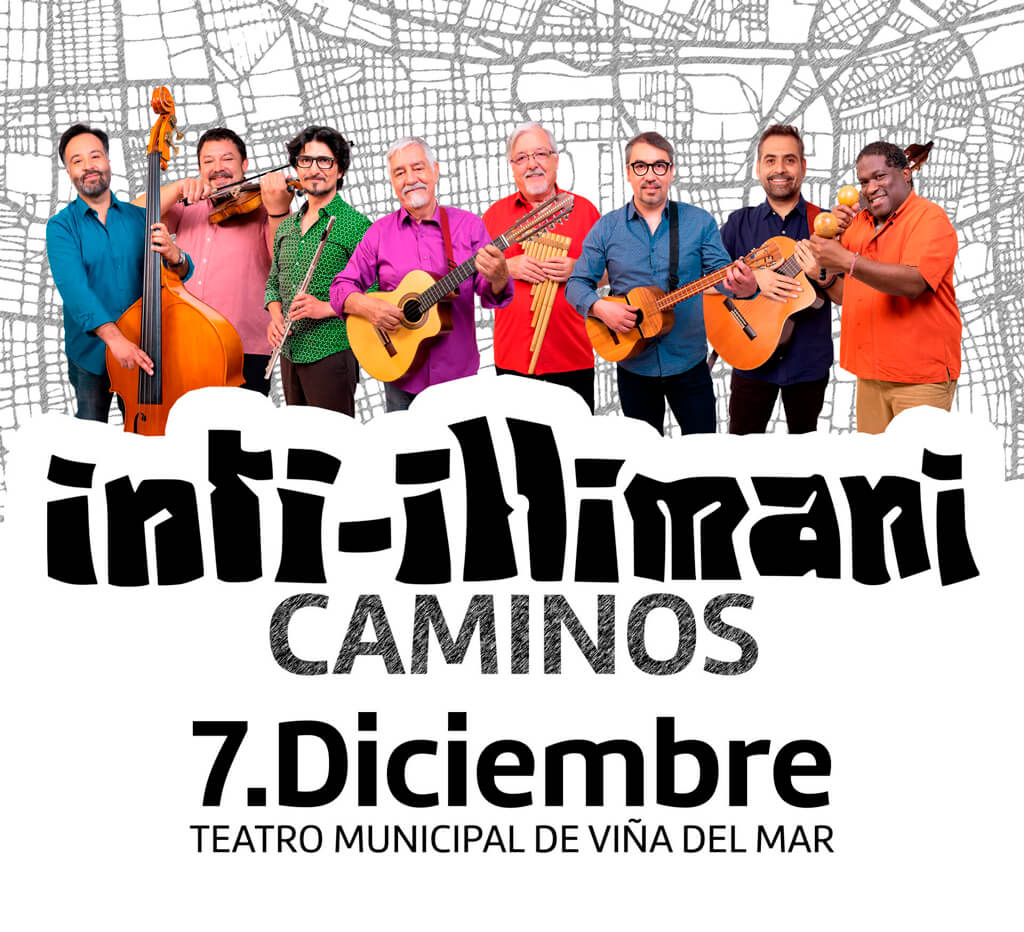 inti-illimani
CAMINOS
7.Diciembre
TEATRO MUNICIPAL DE VIÑA DEL MAR